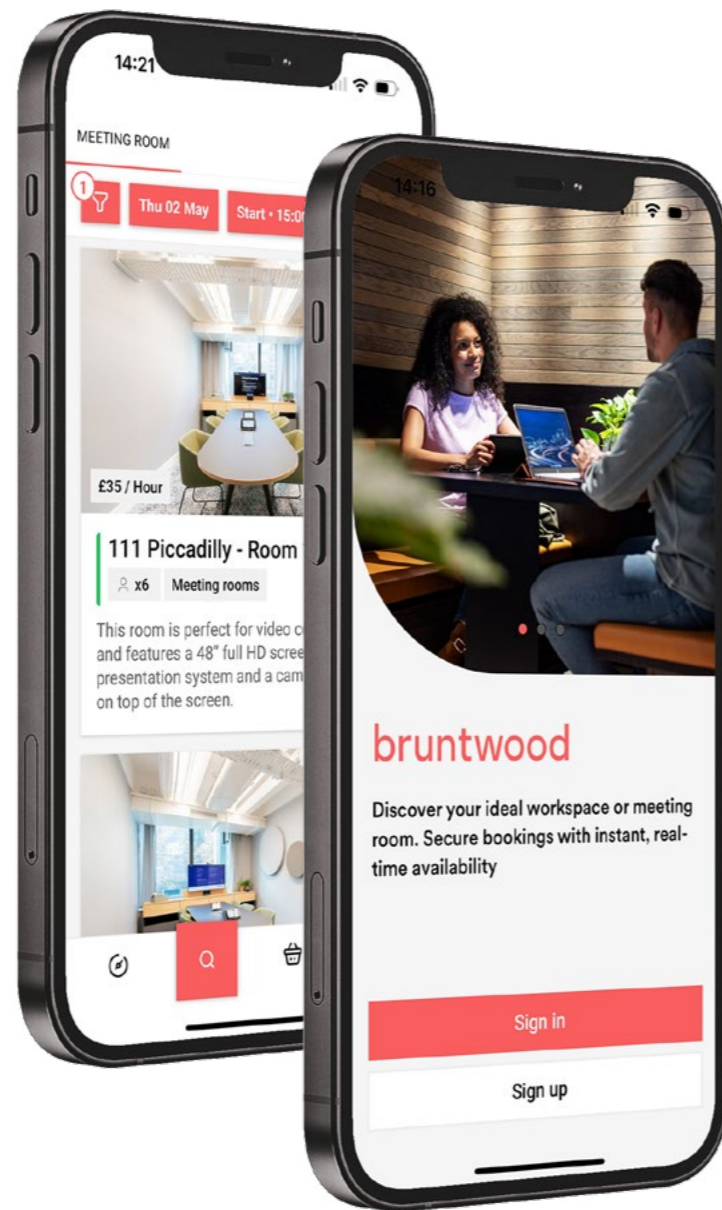 14:21
MEETING ROOM
1
Thu 02 May
Start • 15:00
£35 / Hour
111 Piccadilly - Room
x6
Meeting rooms
This room is perfect for video
and features a 48" full HD
presentation system and a
on top of the screen.
14:16
bruntwood
Discover your ideal workspace or meeting
room. Secure bookings with instant, real-
time availability
Sign in
Sign up